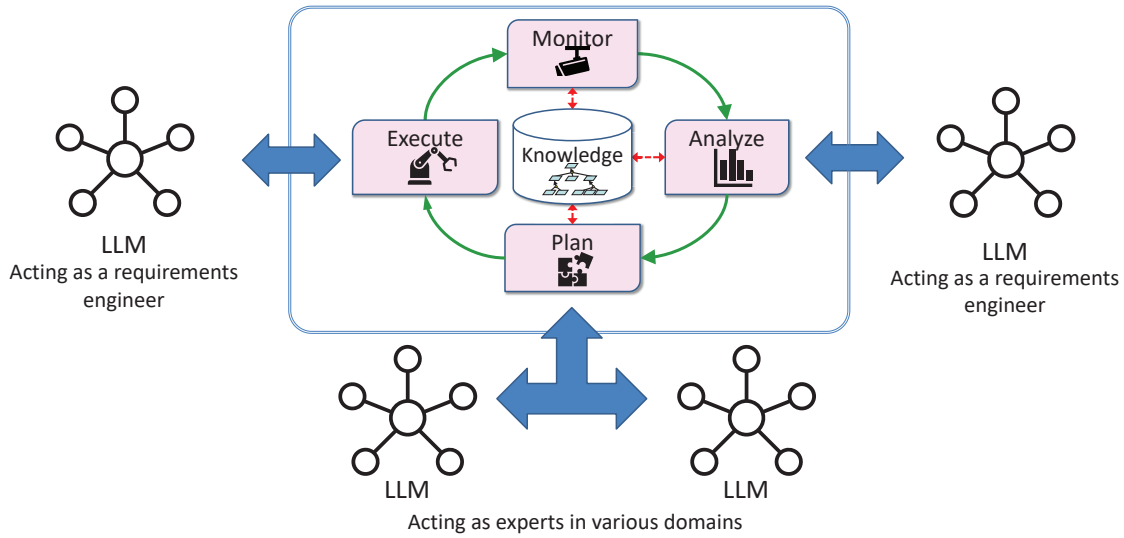 Monitor
Execute
Knowledge
Analyze
Plan
LLM
Acting as a requirements
engineer
LLM
Acting as a requirements
engineer
LLM
LLM
Acting as experts in various domains